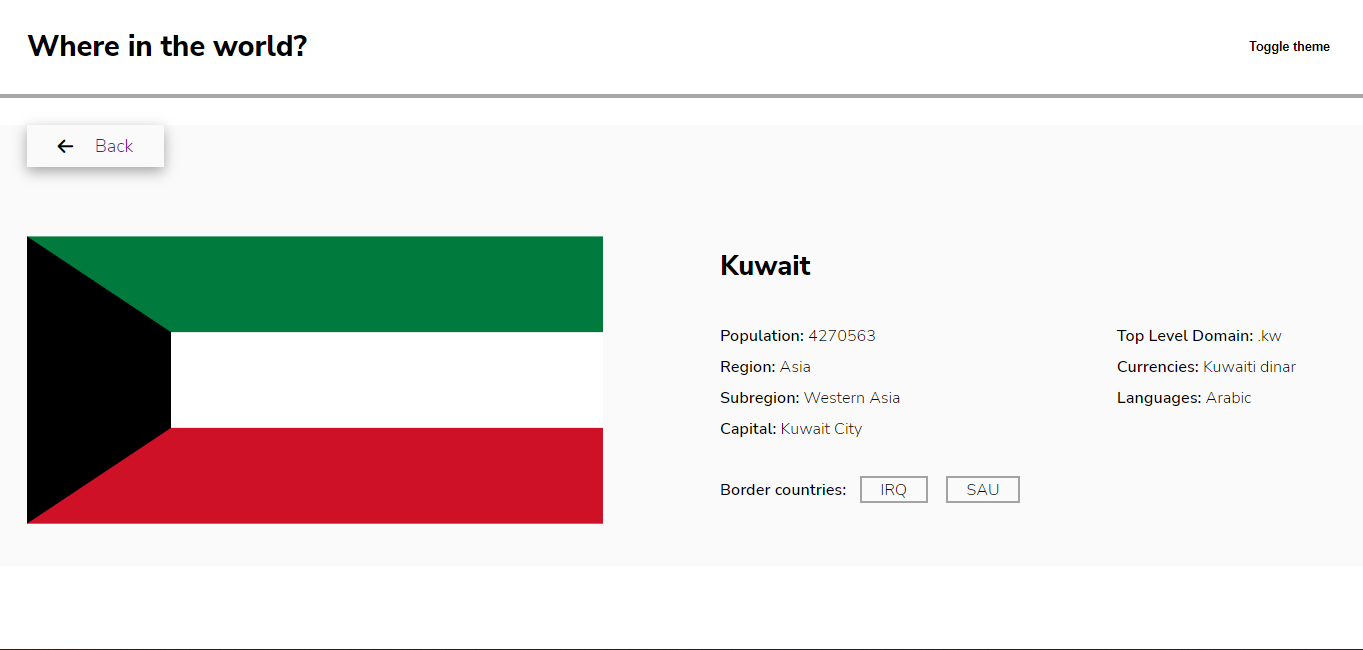 Where in the world?
Toggle theme
Back
Kuwait
Population: 4270563
Region: Asia
Subregion: Western Asia
Capital: Kuwait City
Top Level Domain: .kw
Currencies: Kuwaiti dinar
Languages: Arabic
Border countries: IRQ SAU